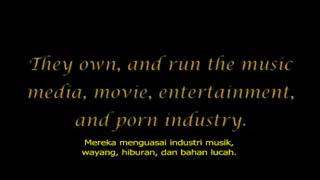 They own, and run the music
media, movie, entertainment,
and porn industry.
Mereka menguasai industri musik,
wayang, hiburan, dan bahan lucah.